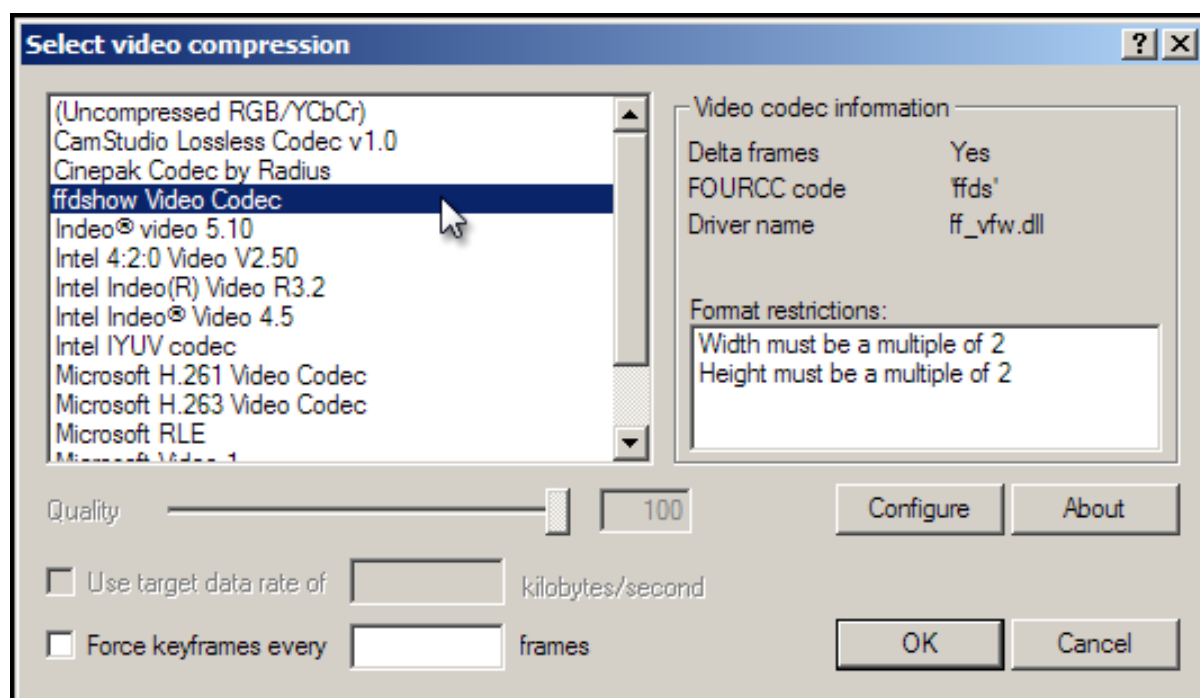 Select video compression
(Uncompressed RGB/YCbCr)
CamStudio Lossless Codec v1.0
Cinepak Codec by Radius
ffdshow Video Codec
Indeo® video 5.10
Intel 4:2:0 Video V2.50
Intel Indeo(R) Video R3.2
Intel Indeo® Video 4.5
Intel IYUV codec
Microsoft H.261 Video Codec
Microsoft H.263 Video Codec
Microsoft RLE
Microsoft Video 1
Video codec information
Delta frames Yes
FOURCC code 'ffds'
Driver name ff_vfw.dll
Format restrictions:
Width must be a multiple of 2
Height must be a multiple of 2
Quality 100
Configure About
Use target data rate of kilobytes/second
Force keyframes every frames
OK Cancel